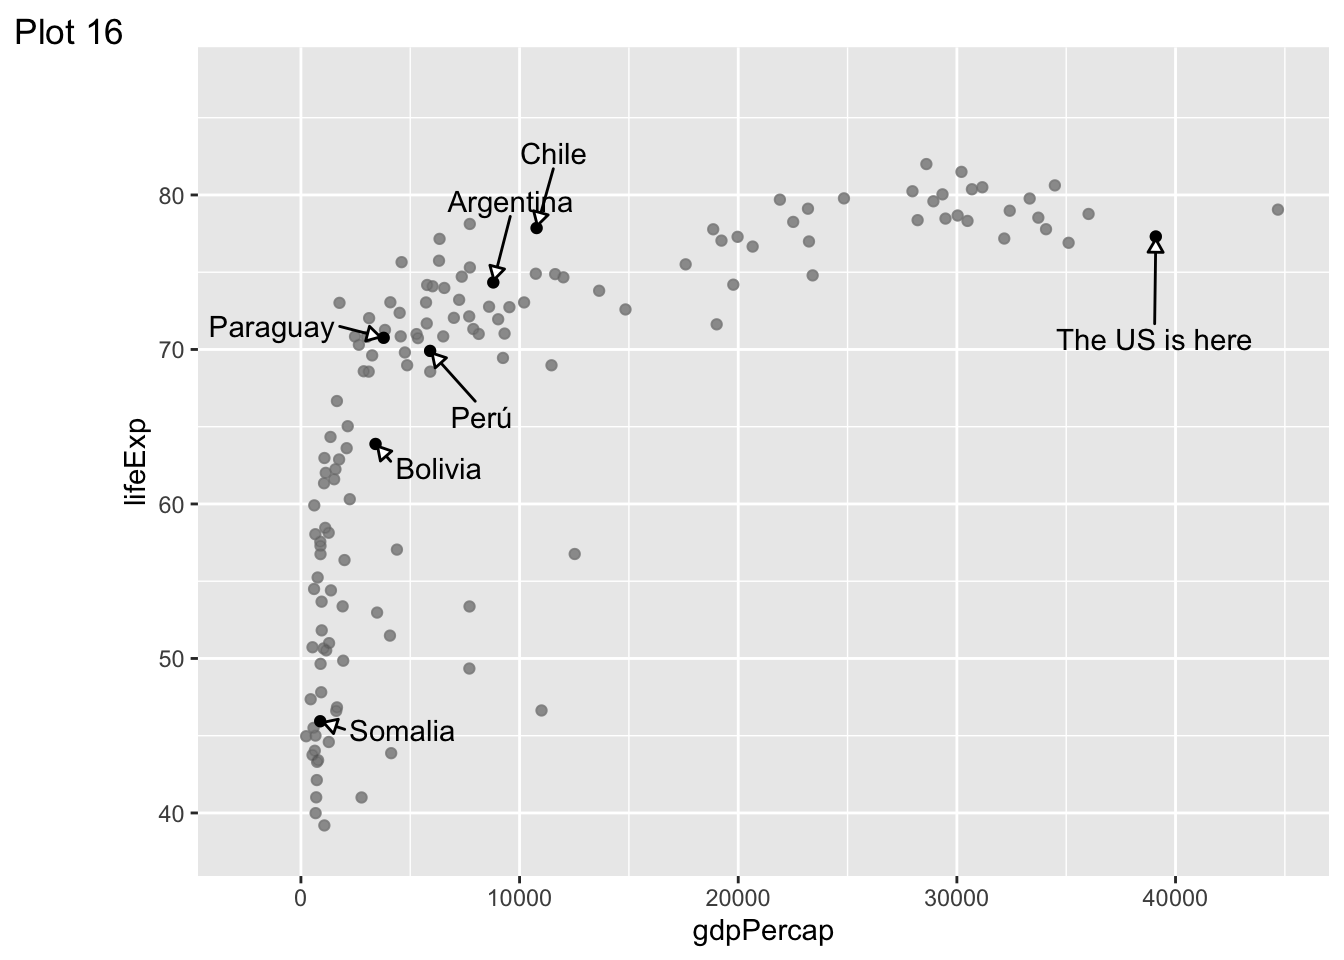 Plot 16
Chile
Argentina
80
Paraguay
The US is here
70
Perú
lifeExp
Bolivia
60
50
Somalia
40
0 10000 20000 30000 40000
gdpPercap